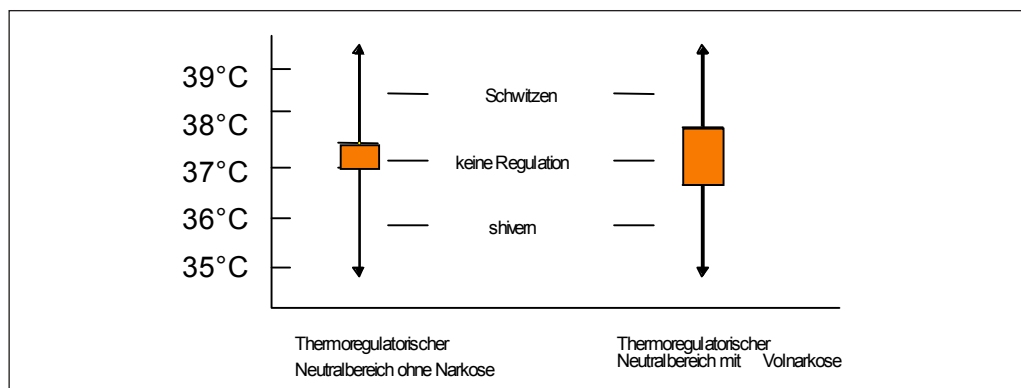 39°C
38°C
37°C
36°C
35°C
Schwitzen
keine Regulation
shivern
Thermoregulatorischer
Neutralbereich ohne Narkose
Thermoregulatorischer
Neutralbereich mit Volnarkose